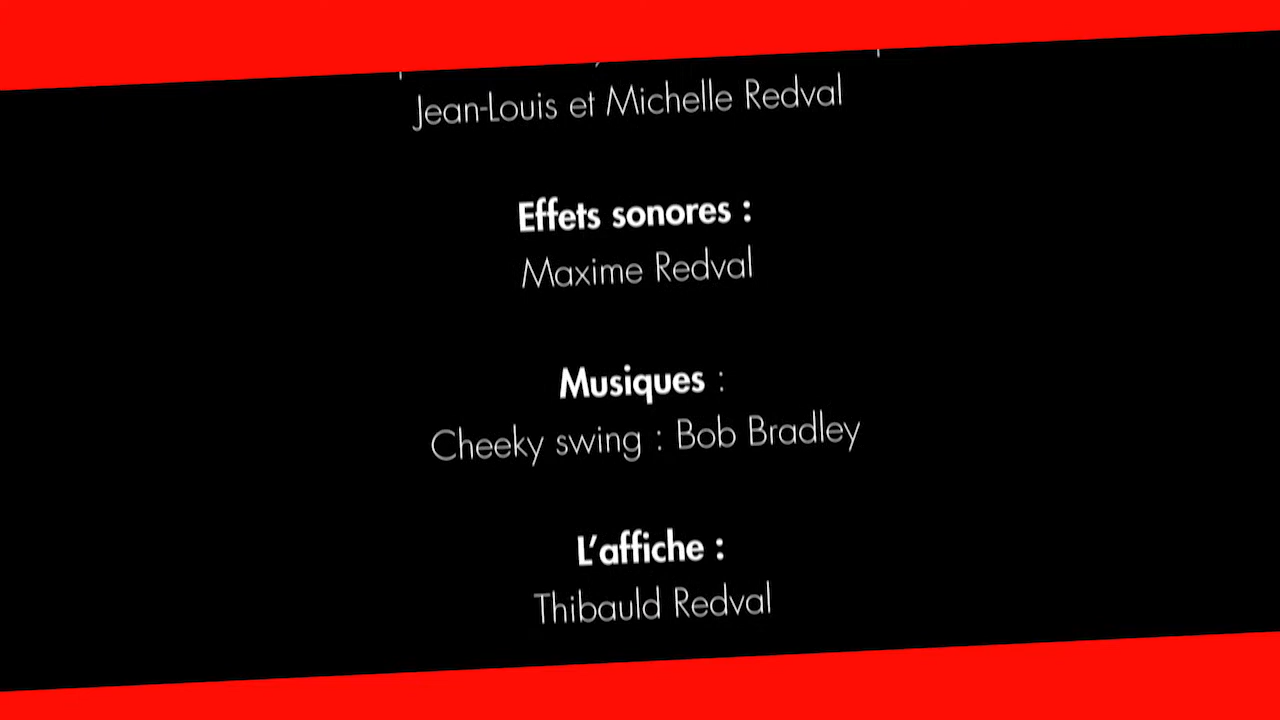 Jean-Louis et Michelle Redval
Effets sonores :
Maxime Redval
Musiques :
Cheeky swing : Bob Bradley
L'affiche :
Thibauld Redval